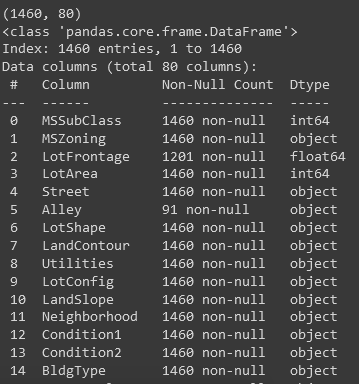 (1460, 80)
<class 'pandas.core.frame.DataFrame'>
Index: 1460 entries, 1 to 1460
Data columns (total 80 columns):
 #   Column         Non-Null Count  Dtype
---  ------         --------------  -----
 0   MSSubClass     1460 non-null   int64
 1   MSZoning       1460 non-null   object
 2   LotFrontage    1201 non-null   float64
 3   LotArea        1460 non-null   int64
 4   Street         1460 non-null   object
 5   Alley          91 non-null     object
 6   LotShape       1460 non-null   object
 7   LandContour    1460 non-null   object
 8   Utilities      1460 non-null   object
 9   LotConfig      1460 non-null   object
 10  LandSlope      1460 non-null   object
 11  Neighborhood   1460 non-null   object
 12  Condition1     1460 non-null   object
 13  Condition2     1460 non-null   object
 14  BldgType       1460 non-null   object